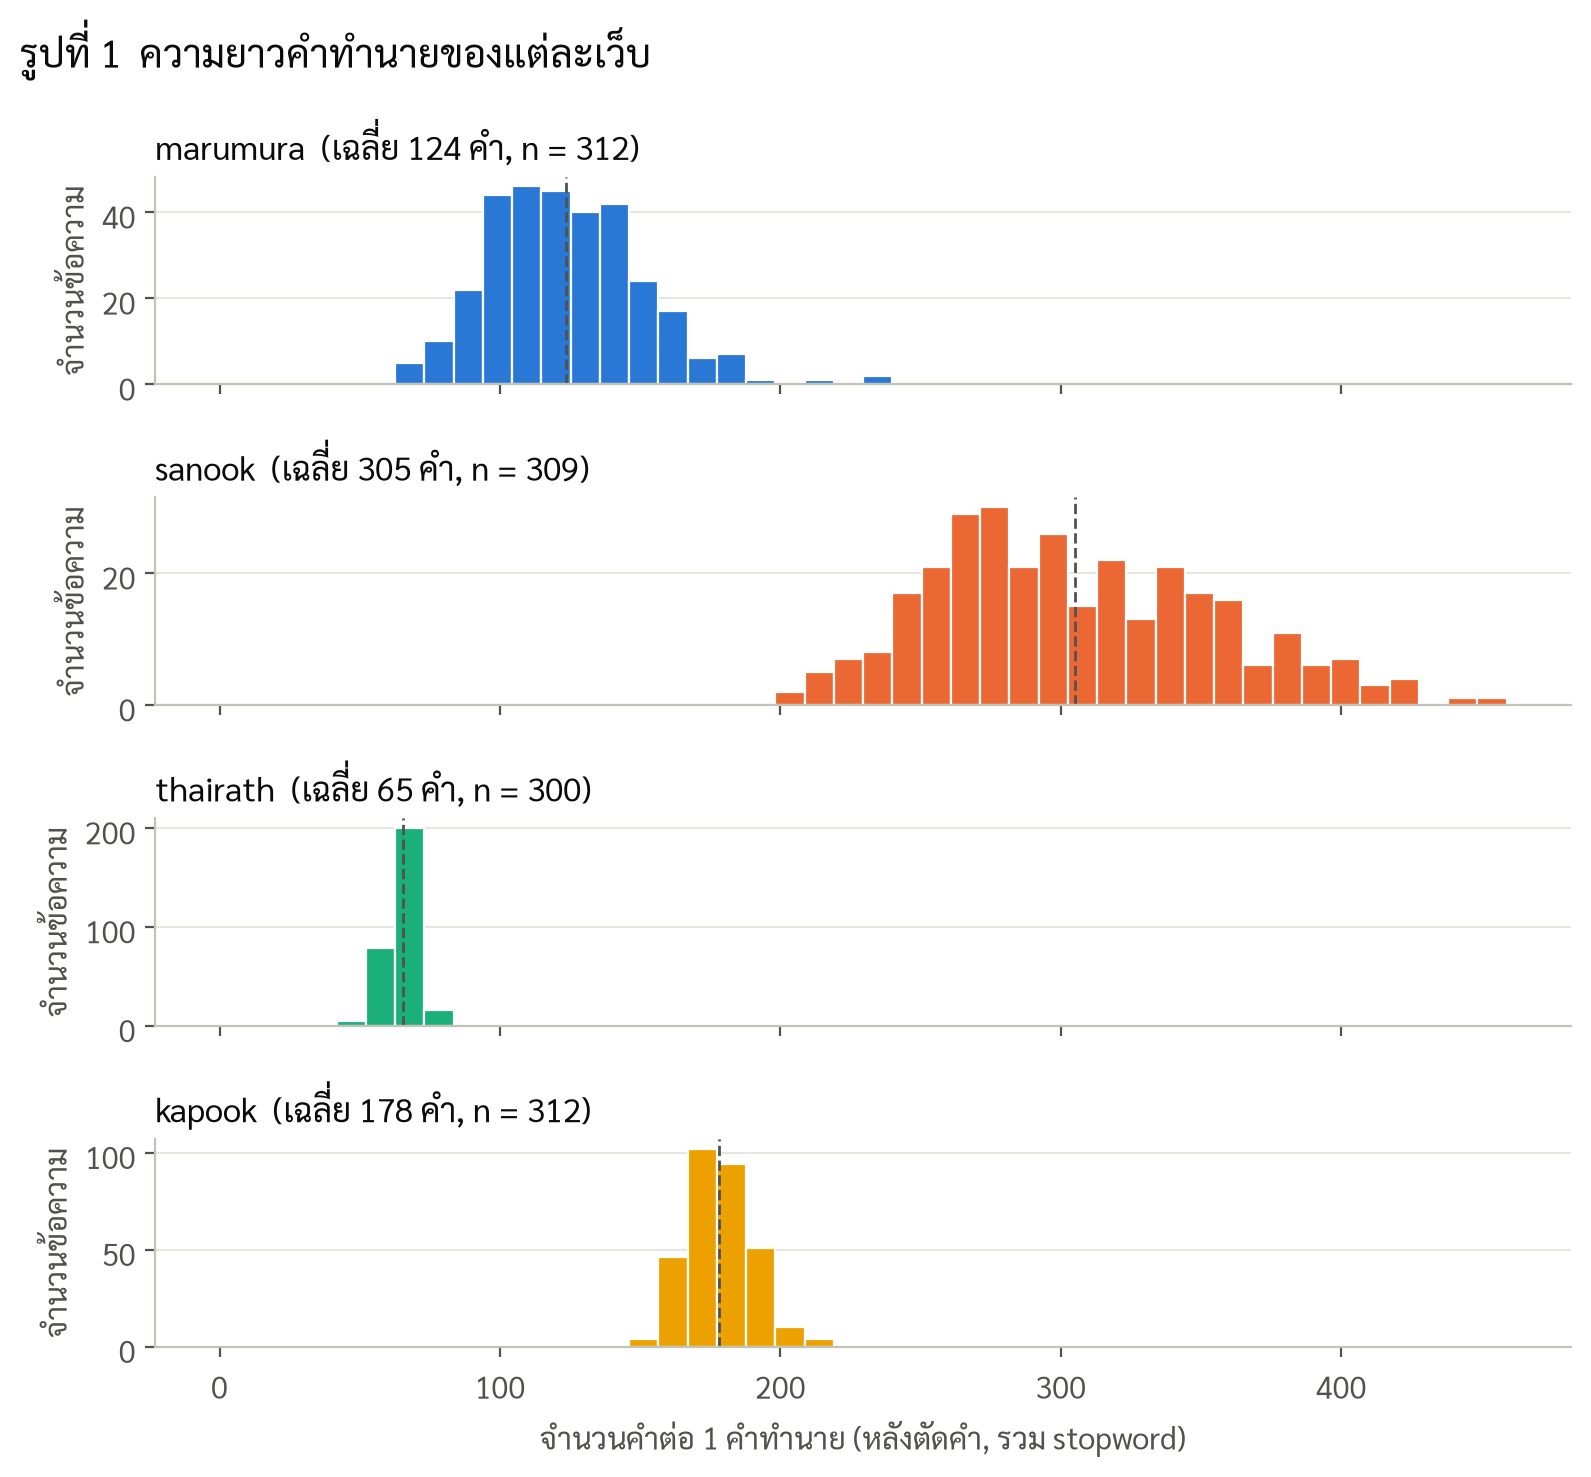 รูปที่ 1 ความยาวคำทำนายของแต่ละเว็บ
marumura (เฉลี่ย 124 คำ, n = 312)
จำนวนข้อความ
40
20
0
sanook (เฉลี่ย 305 คำ, n = 309)
จำนวนข้อความ
20
0
thairath (เฉลี่ย 65 คำ, n = 300)
จำนวนข้อความ
200
100
0
kapook (เฉลี่ย 178 คำ, n = 312)
จำนวนข้อความ
100
50
0
0 100 200 300 400
จำนวนคำต่อ 1 คำทำนาย (หลังตัดคำ, รวม stopword)